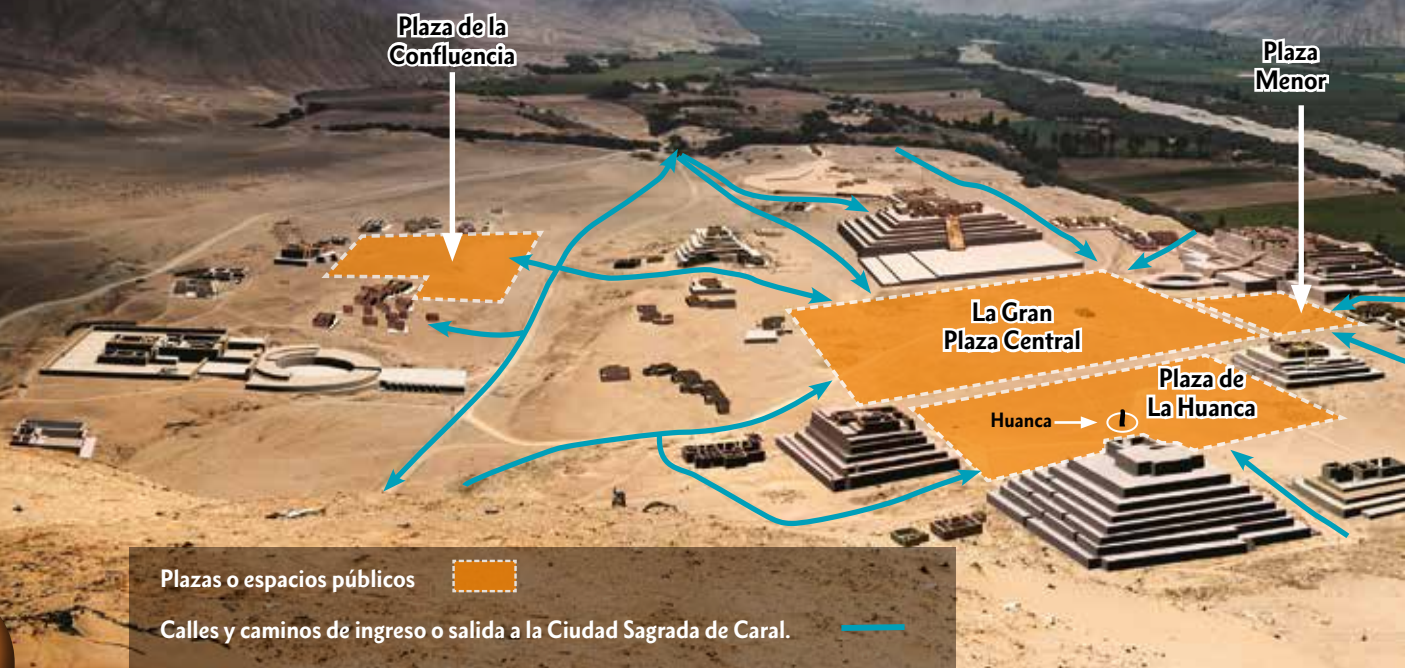 Plaza de la
Confluencia
Plaza
Menor
La Gran
Plaza Central
Plaza de
La Huanca
Huanca
Plazas o espacios públicos
Calles y caminos de ingreso o salida a la Ciudad Sagrada de Caral.